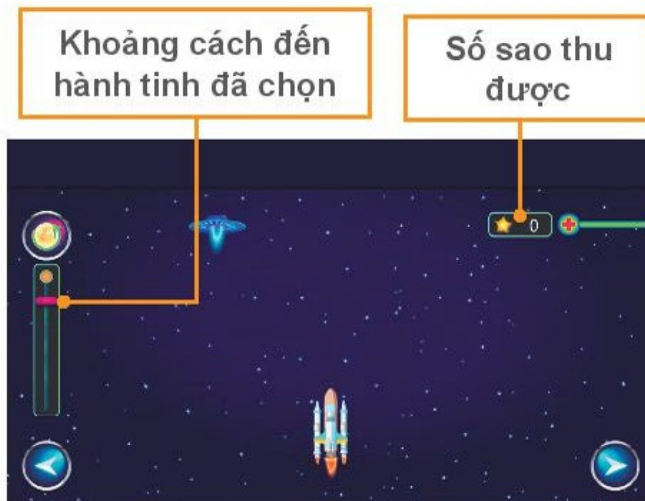 Khoảng cách đến
hành tinh đã chọn
Số sao thu
được
0